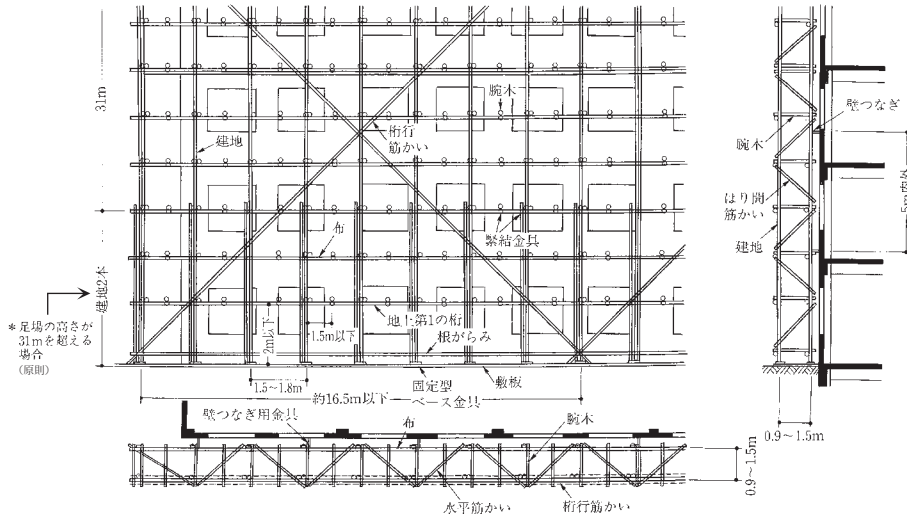 31m
建地
腕木
桁行
筋かい
緊結金具
布
建地2本
*足場の高さが
31mを超える
場合
(原則)
2m以下
1.5m以下
地上第1の桁
根がらみ
1.5~1.8m
約16.5m以下
固定型
ベース金具
敷板
壁つなぎ
腕木
はり間
筋かい
建地
5m以内
0.9~1.5m
壁つなぎ用金具
布
腕木
水平筋かい
桁行筋かい
0.9~1.5m